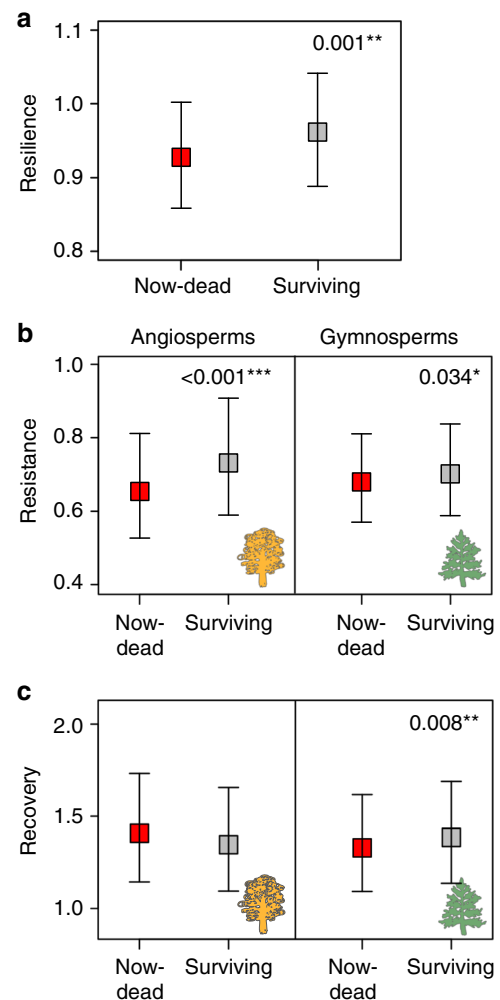 a
1.1
1.0
0.9
0.8
Resilience
0.001**
Now-dead Surviving
b
Angiosperms Gymnosperms
1.0
0.8
0.6
0.4
Resistance
<0.001*** 0.034*
Now- Surviving Now- Surviving
dead dead
c
2.0
1.5
1.0
Recovery
0.008**
Now- Surviving Now- Surviving
dead dead